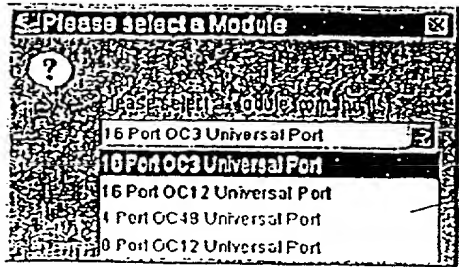 Please select a Module
?
16 Port OC3 Universal Port
16 Port OC3 Universal Port
16 Port OC12 Universal Port
4 Port OC48 Universal Port
Port OC12 Universal Port